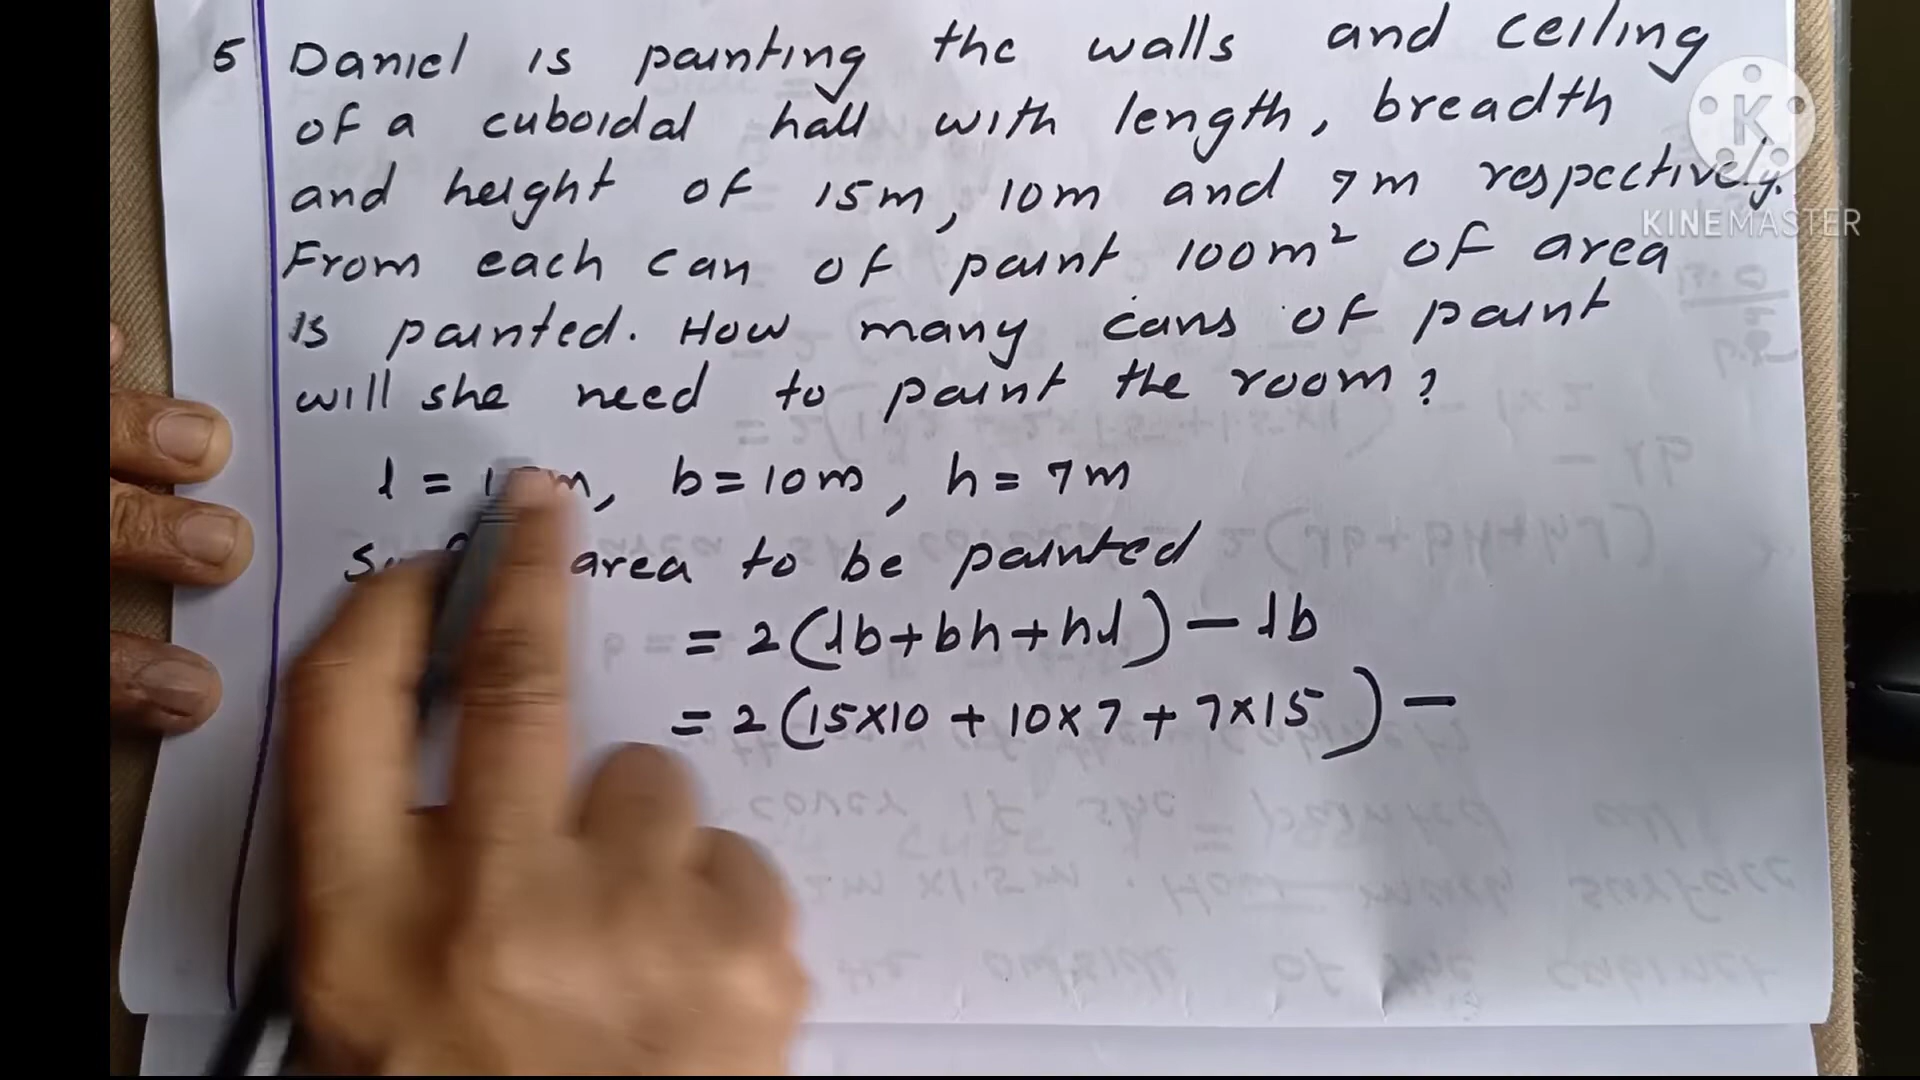 5 Daniel is painting the walls and ceiling
of a cuboidal hall with length, breadth
and height of 15m, 10m and 7m respectively.
KINEMASTER
From each can of paint 100m² of area
is painted. How many cans of paint
will she need to paint the room?
l = m, b = 10m, h = 7m
area to be painted
= 2(lb+bh+hl) - lb
= 2(15×10 + 10×7 + 7×15) -